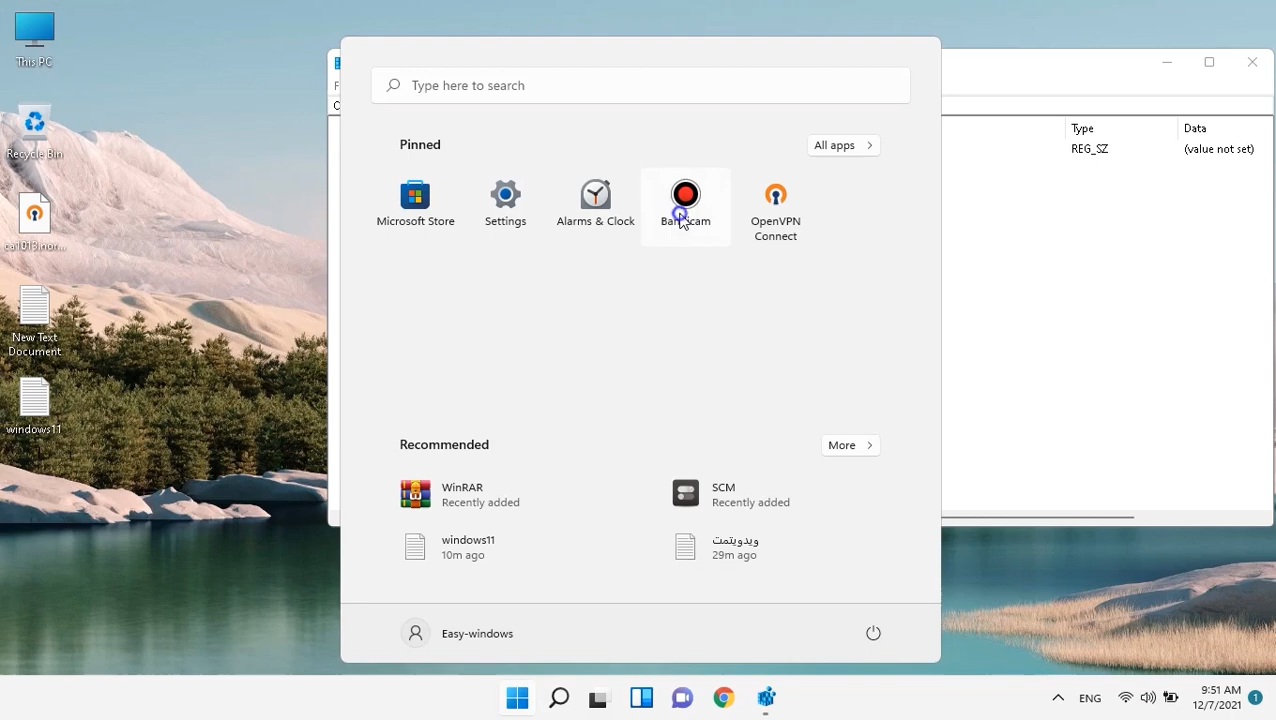 This PC
Recycle Bin
New Text
Document
windows11
Type here to search
Pinned
All apps
Microsoft Store
Settings
Alarms & Clock
OpenVPN
Connect
Type
Data
REG_SZ
(value not set)
Recommended
More
WinRAR
Recently added
SCM
Recently added
windows11
10m ago
ویدویتمت
29m ago
Easy-windows
ENG
9:51 AM
12/7/2021
1